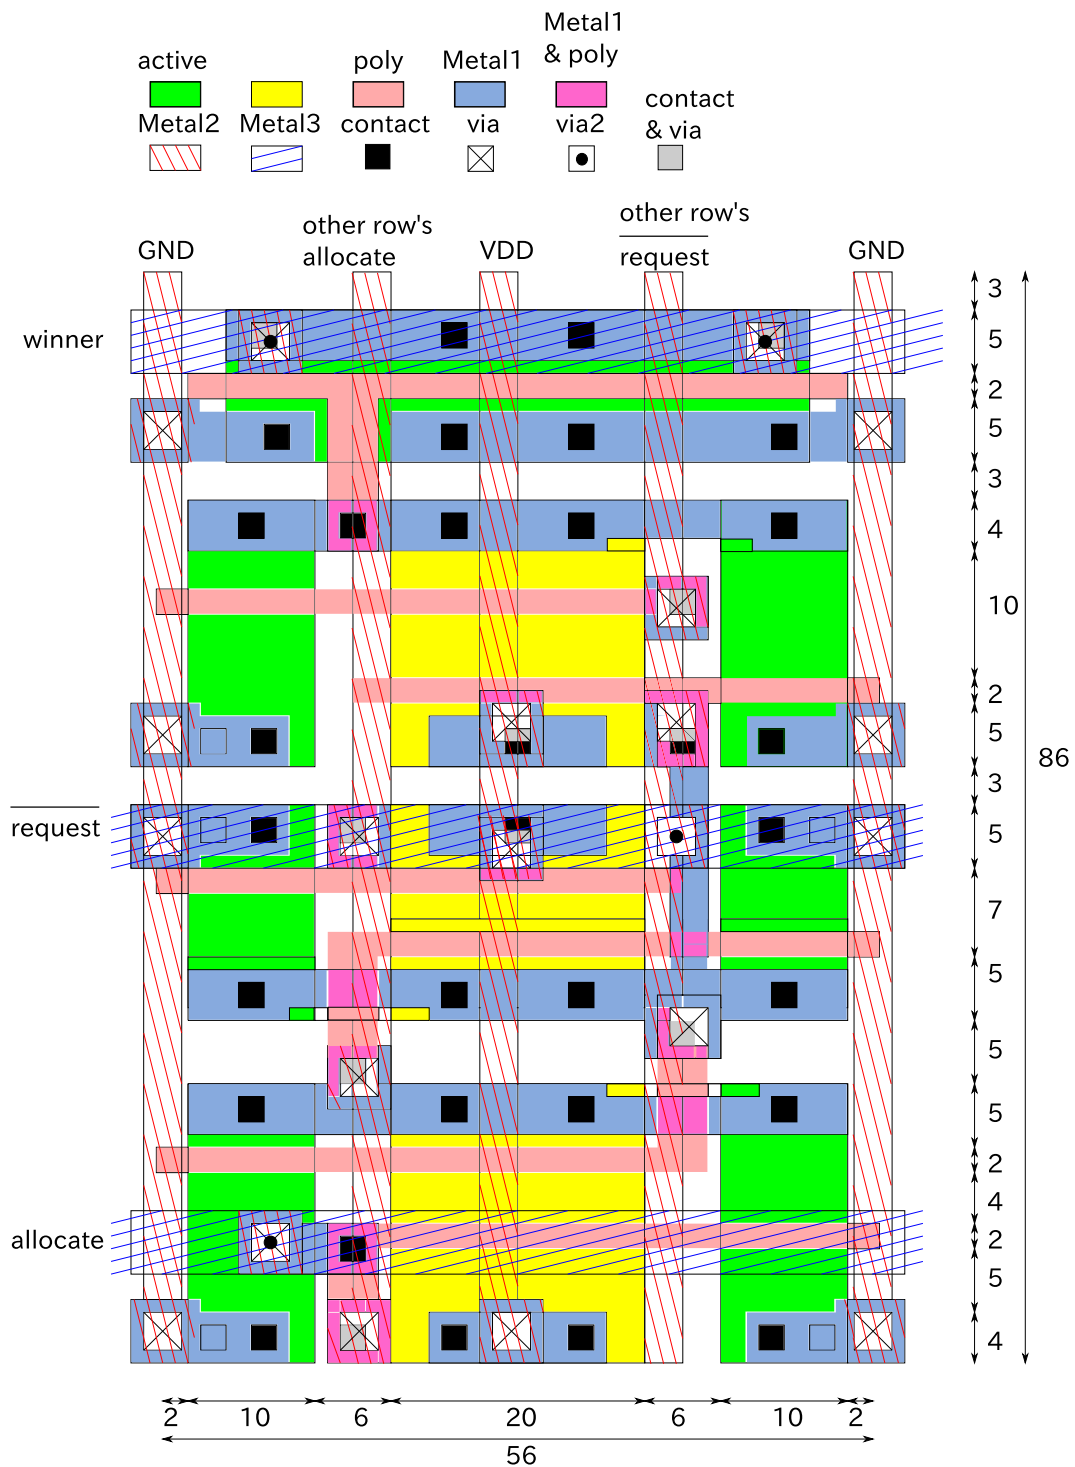 Metal1
active poly Metal1 & poly
contact
Metal2 Metal3 contact via via2 & via
other row's
other row's
GND allocate VDD request GND
3
winner 5
2
5
3
4
10
2
5
86
3
request 5
7
5
5
5
2
4
allocate 2
5
4
2 10 6 20 6 10 2
56